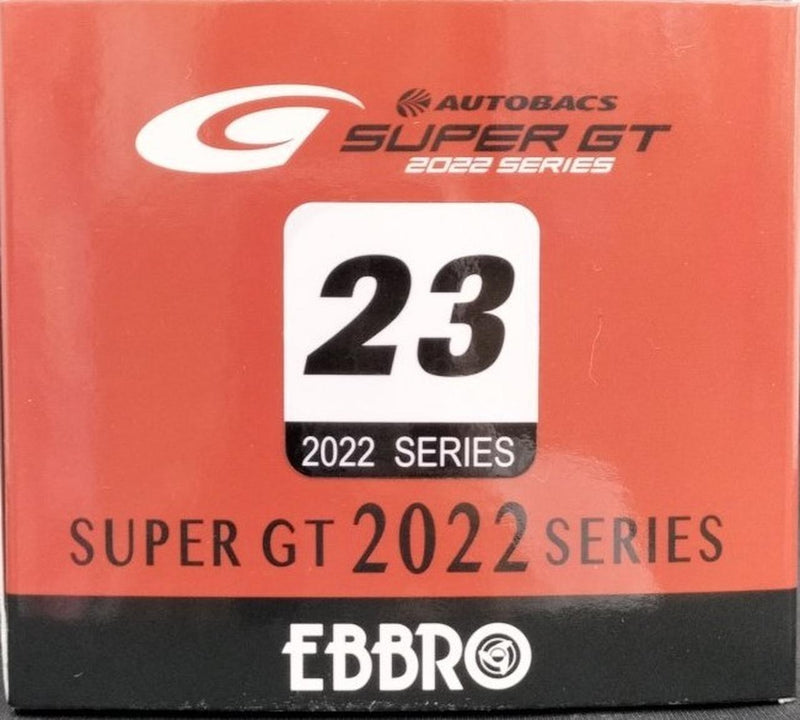 AUTOBACS
SUPER GT
2022 SERIES
23
2022 SERIES
SUPER GT 2022 SERIES
EBBRO